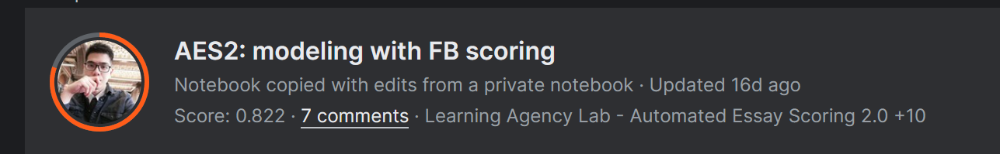 AES2: modeling with FB scoring
Notebook copied with edits from a private notebook · Updated 16d ago
Score: 0.822 · 7 comments · Learning Agency Lab - Automated Essay Scoring 2.0 +10